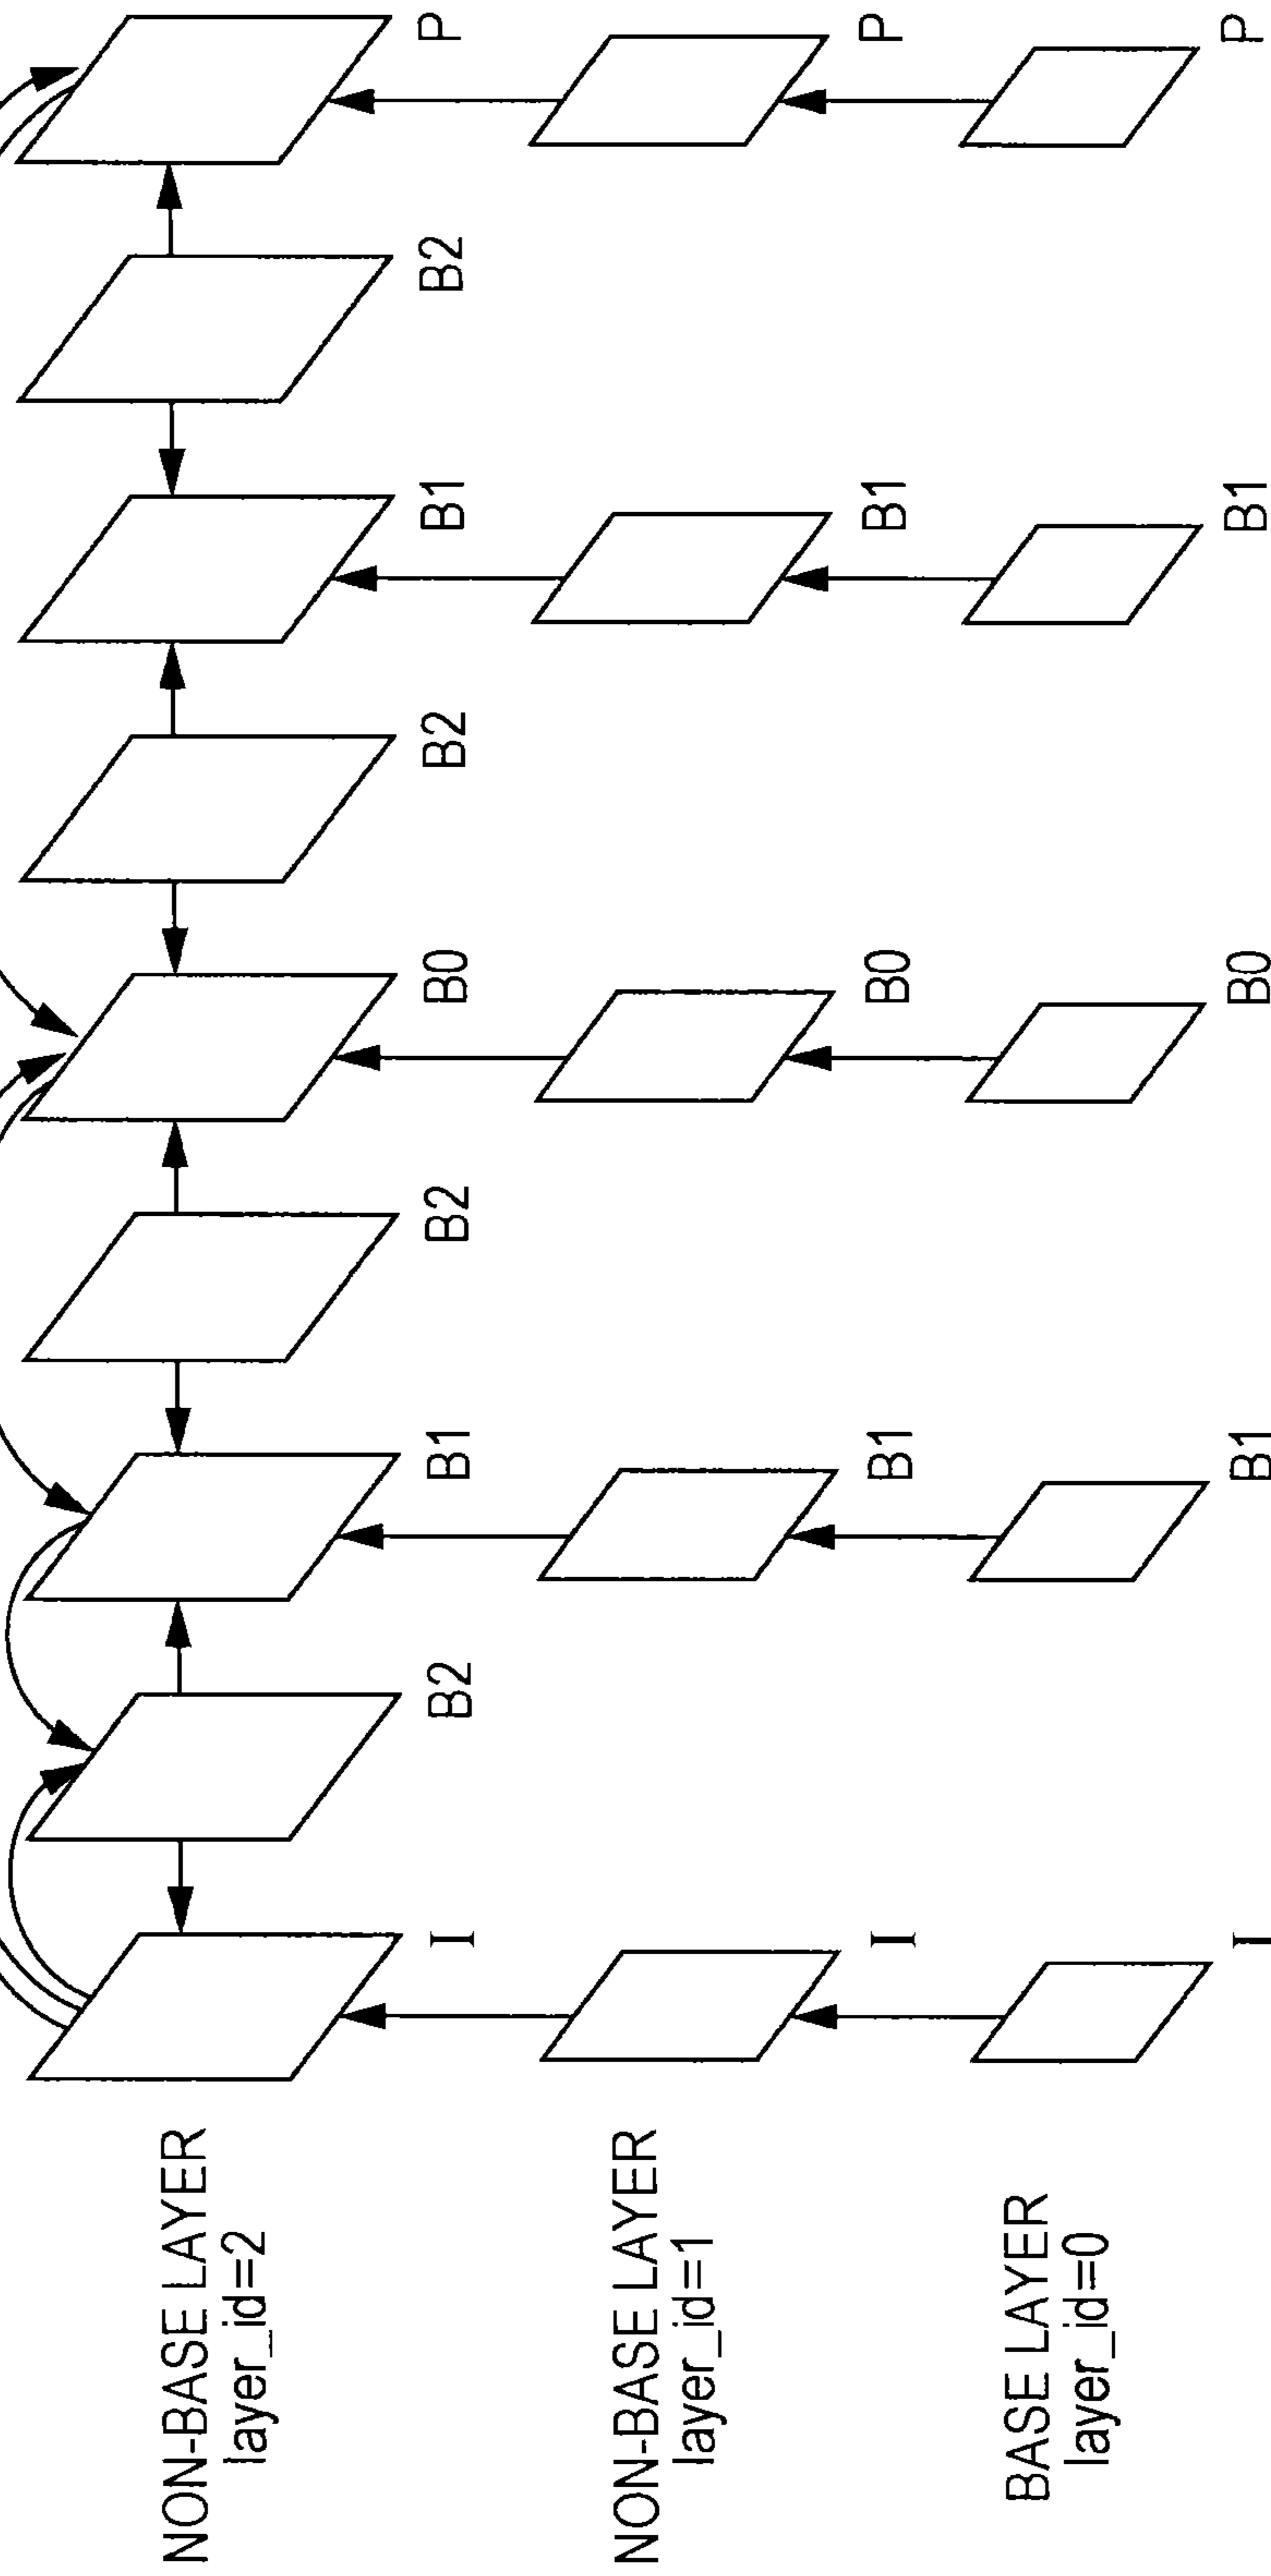 NON-BASE LAYER
layer_id=2
I
B2
B1
B2
B0
B2
B1
B2
P
NON-BASE LAYER
layer_id=1
I
B1
B0
B1
P
BASE LAYER
layer_id=0
I
B1
B0
B1
P